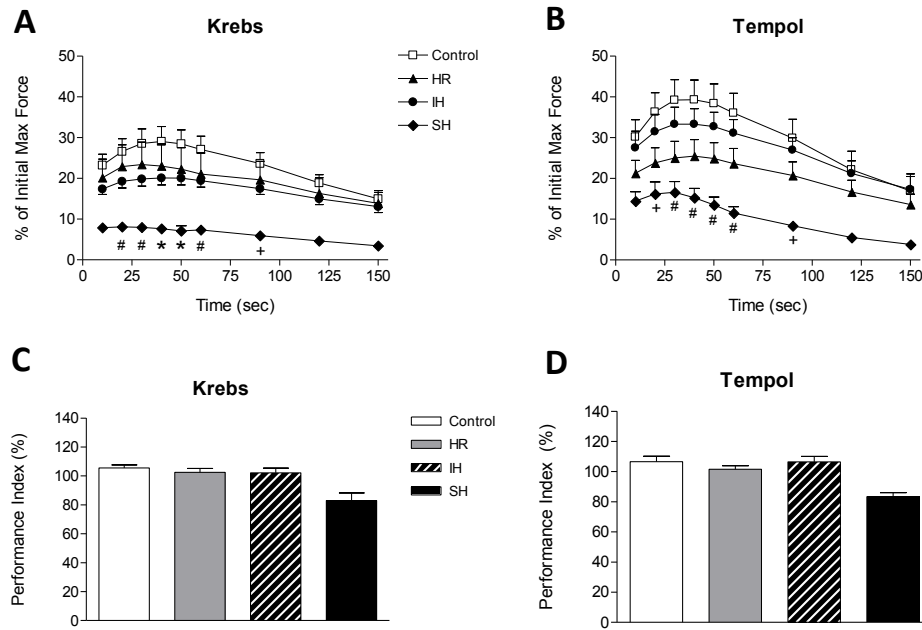 A
Krebs
% of Initial Max Force
50
40
30
20
10
0
Control
HR
IH
SH
# # * * # +
0 25 50 75 100 125 150
Time (sec)
B
Tempol
% of Initial Max Force
50
40
30
20
10
0
+ # # # # +
0 25 50 75 100 125 150
Time (sec)
C
Krebs
Performance Index (%)
140
120
100
80
60
40
20
0
Control
HR
IH
SH
D
Tempol
Performance Index (%)
140
120
100
80
60
40
20
0